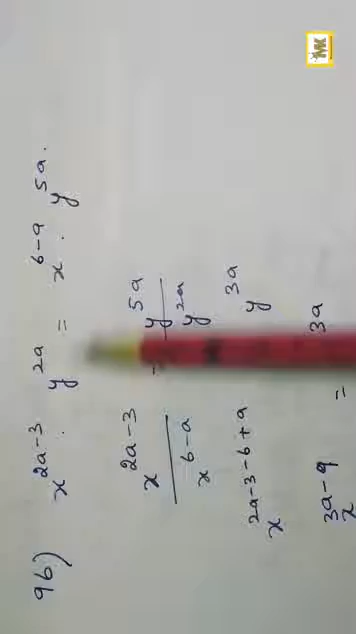 96) x^{2a-3} . y^{2a} = x^{6-a} . y^{5a} .
x^{2a-3} / x^{6-a} y^{5a} / y^{2a}
x^{2a-3-6+a} y^{3a}
x^{3a-9} = 3a